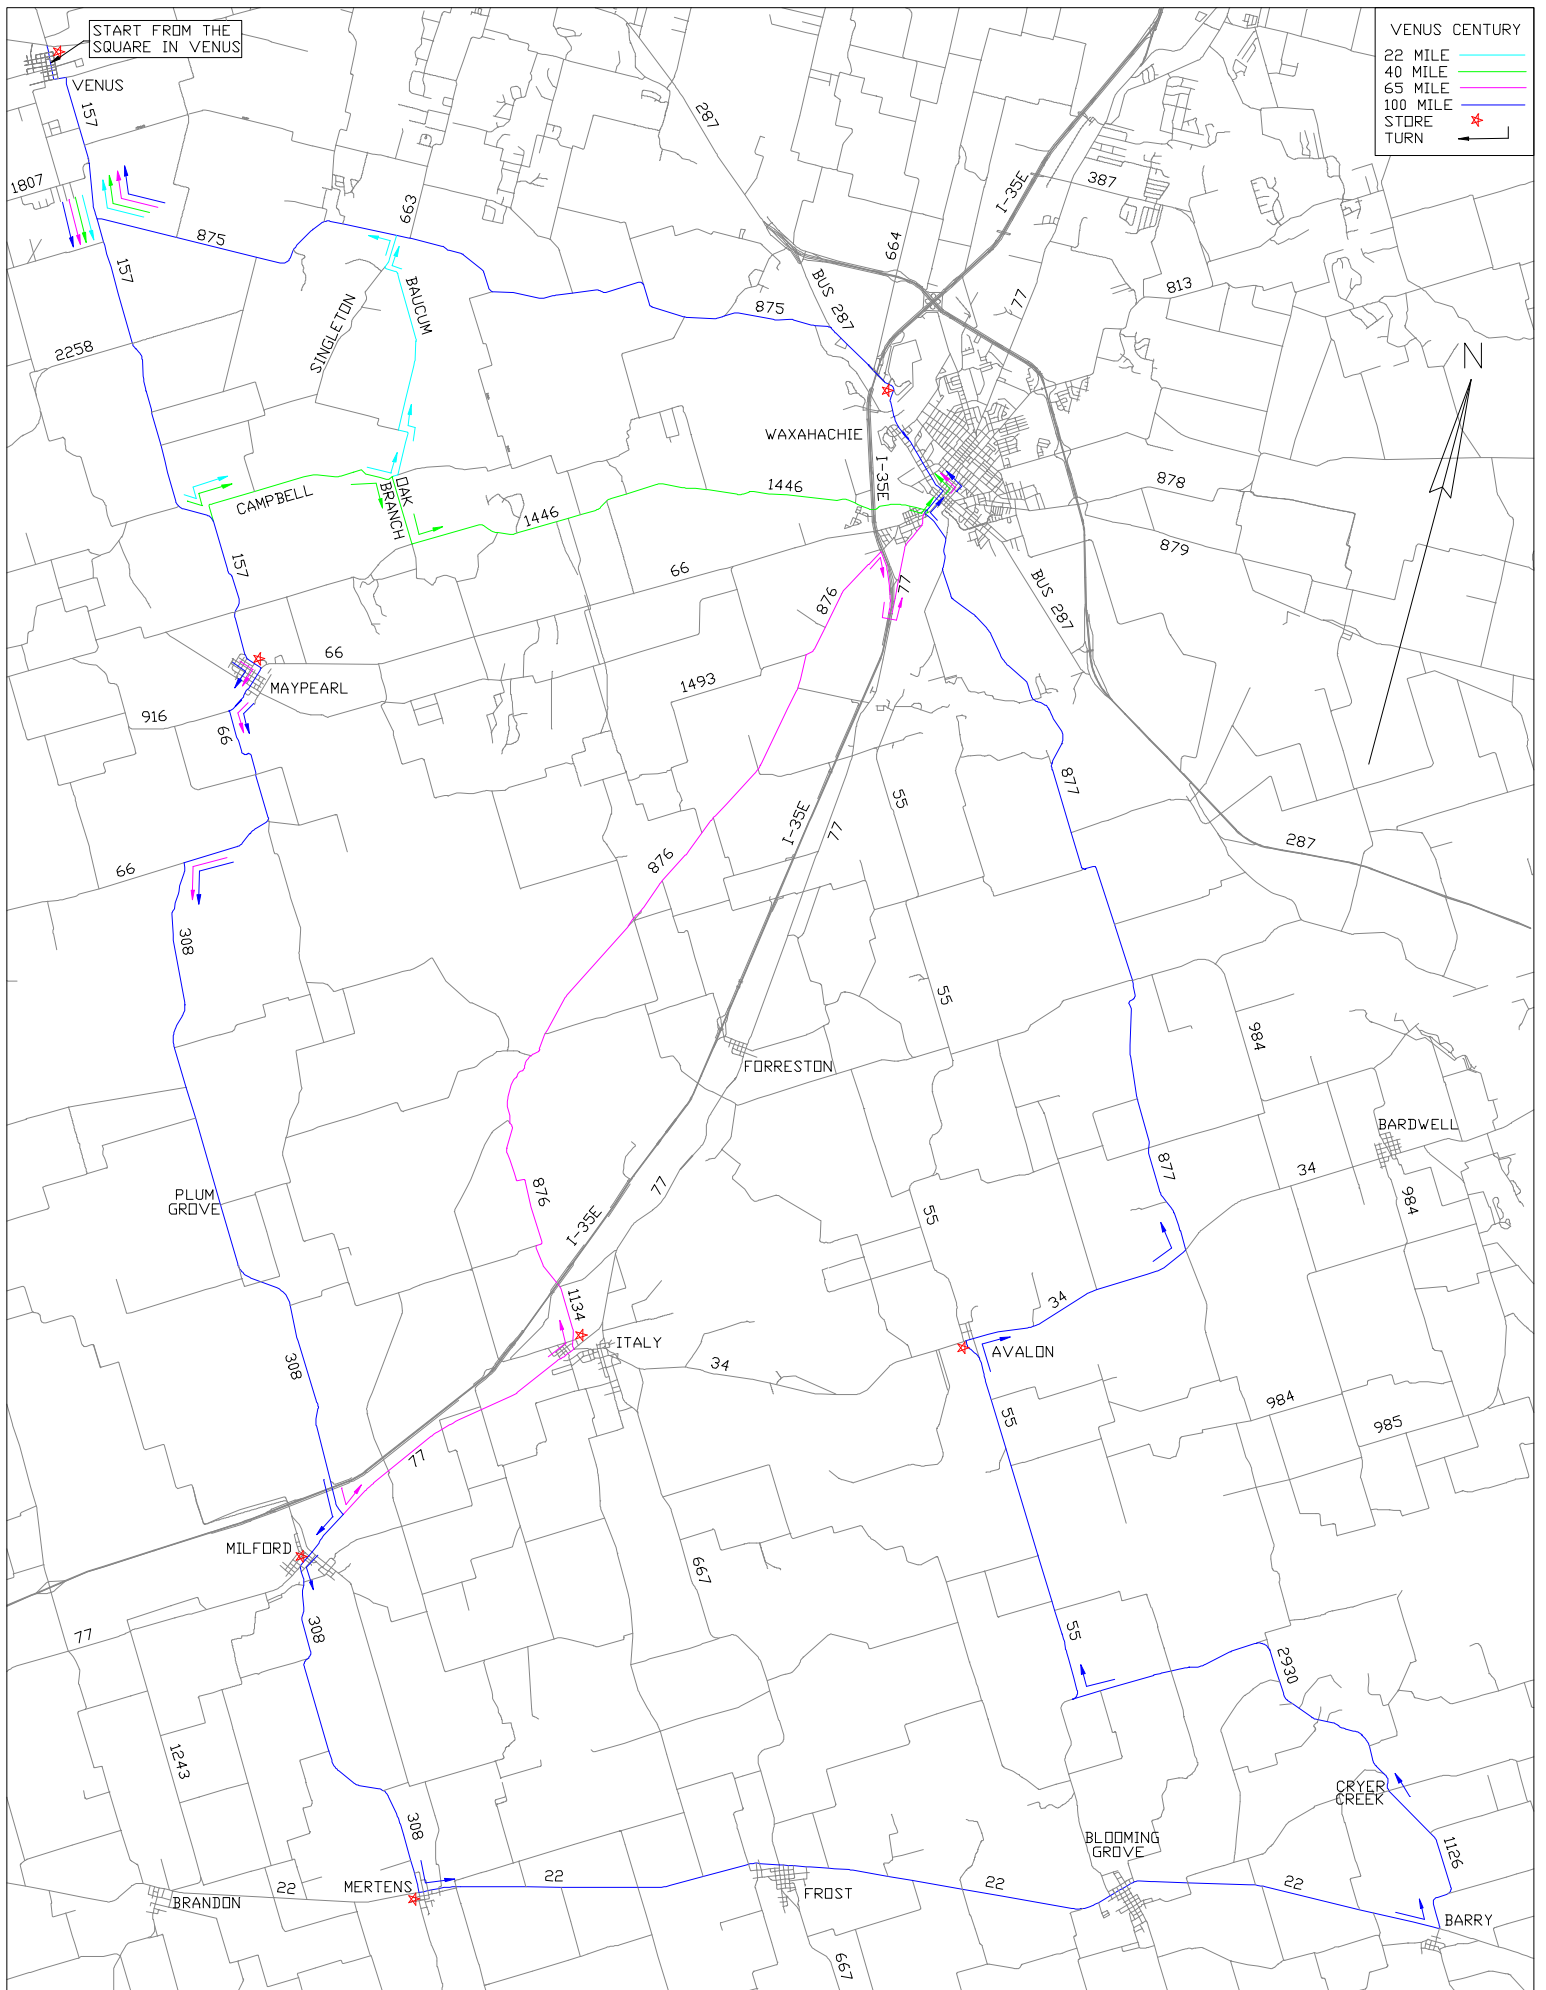 START FROM THE
SQUARE IN VENUS
VENUS CENTURY
22 MILE
40 MILE
65 MILE
100 MILE
STORE
TURN
VENUS
157
287
1807
387
I-35E
663
664
875
157
77
813
BUS 287
BAUCUM
SINGLETON
875
2258
N
WAXAHACHIE
I-35E
878
OAK
BRANCH
CAMPBELL
1446
1446
879
157
66
77
BUS 287
876
66
MAYPEARL
1493
916
66
877
55
I-35E
77
287
876
66
308
55
984
FORRESTON
BARDWELL
877
34
876
77
984
PLUM
GROVE
55
I-35E
1134
34
ITALY
AVALON
34
308
984
55
985
77
MILFORD
667
308
55
77
2930
1243
CRYER
CREEK
308
BLOOMING
GROVE
1126
22
MERTENS
22
FROST
22
22
BRANDON
BARRY
667